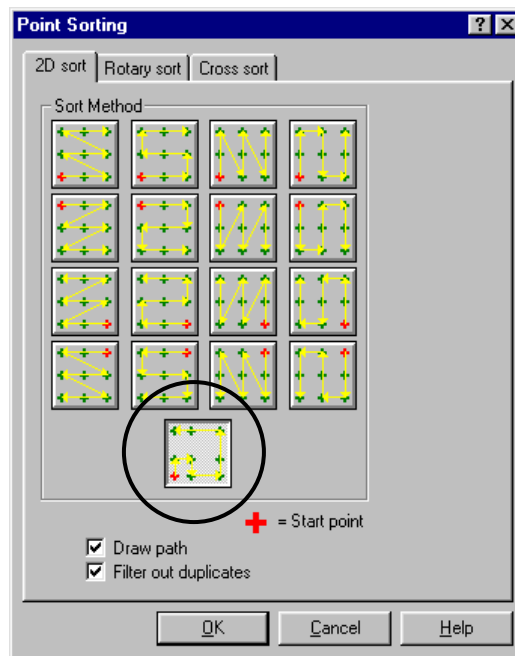 Point Sorting
2D sort Rotary sort Cross sort
Sort Method
= Start point
Draw path
Filter out duplicates
OK Cancel Help